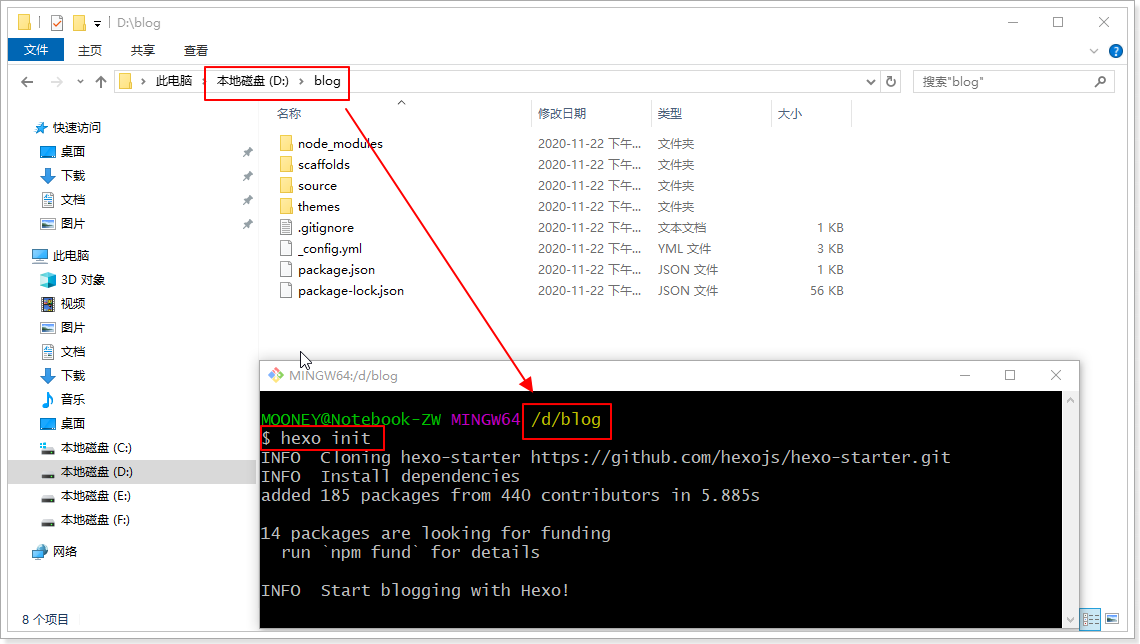 D:\blog
文件 主页 共享 查看
此电脑 本地磁盘 (D:) blog 搜索"blog"
名称 修改日期 类型 大小
快速访问
桌面
下载
文档
图片
此电脑
3D 对象
视频
图片
文档
下载
音乐
桌面
本地磁盘 (C:)
本地磁盘 (D:)
本地磁盘 (E:)
本地磁盘 (F:)
网络
node_modules 2020-11-22 下午... 文件夹
scaffolds 2020-11-22 下午... 文件夹
source 2020-11-22 下午... 文件夹
themes 2020-11-22 下午... 文件夹
.gitignore 2020-11-22 下午... 文本文档 1 KB
_config.yml 2020-11-22 下午... YML 文件 3 KB
package.json 2020-11-22 下午... JSON 文件 1 KB
package-lock.json 2020-11-22 下午... JSON 文件 56 KB
MINGW64:/d/blog
MOONEY@Notebook-ZW MINGW64 /d/blog
$ hexo init
INFO  Cloning hexo-starter https://github.com/hexojs/hexo-starter.git
INFO  Install dependencies
added 185 packages from 440 contributors in 5.885s
14 packages are looking for funding
  run `npm fund` for details
INFO  Start blogging with Hexo!
8 个项目